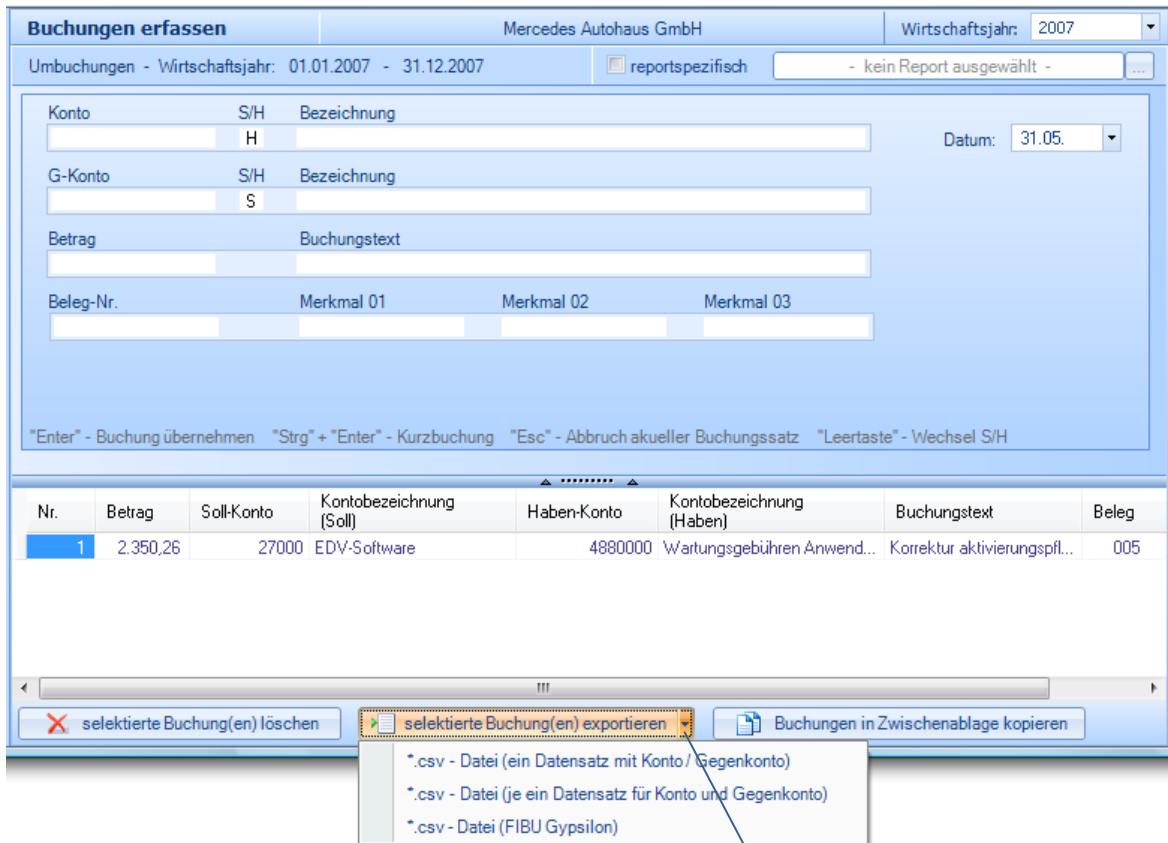 Buchungen erfassen Mercedes Autohaus GmbH Wirtschaftsjahr: 2007
Umbuchungen - Wirtschaftsjahr: 01.01.2007 - 31.12.2007 reportspezifisch - kein Report ausgewählt - ...
Konto S/H Bezeichnung
H Datum: 31.05.
G-Konto S/H Bezeichnung
S
Betrag Buchungstext
Beleg-Nr. Merkmal 01 Merkmal 02 Merkmal 03
"Enter" - Buchung übernehmen "Strg" + "Enter" - Kurzbuchung "Esc" - Abbruch akueller Buchungssatz "Leertaste" - Wechsel S/H
Nr. Betrag Soll-Konto Kontobezeichnung (Soll) Haben-Konto Kontobezeichnung (Haben) Buchungstext Beleg
1 2.350,26 27000 EDV-Software 4880000 Wartungsgebühren Anwend... Korrektur aktivierungspfl... 005
selektierte Buchung(en) löschen selektierte Buchung(en) exportieren Buchungen in Zwischenablage kopieren
*.csv - Datei (ein Datensatz mit Konto / Gegenkonto)
*.csv - Datei (je ein Datensatz für Konto und Gegenkonto)
*.csv - Datei (FIBU Gypsilon)